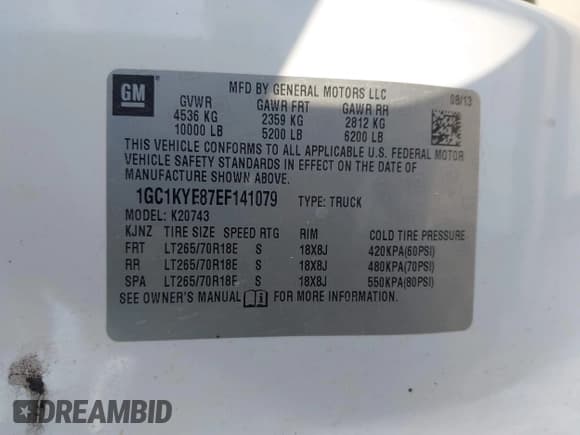 GM
MFD BY GENERAL MOTORS LLC
08/13
GVWR GAWR FRT GAWR RR
4536 KG 2359 KG 2812 KG
10000 LB 5200 LB 6200 LB
THIS VEHICLE CONFORMS TO ALL APPLICABLE U.S. FEDERAL MOTOR
VEHICLE SAFETY STANDARDS IN EFFECT ON THE DATE OF
MANUFACTURE SHOWN ABOVE.
1GC1KYE87EF141079 TYPE: TRUCK
MODEL: K20743
KJNZ TIRE SIZE SPEED RTG RIM COLD TIRE PRESSURE
FRT LT265/70R18E S 18X8J 420KPA(60PSI)
RR LT265/70R18E S 18X8J 480KPA(70PSI)
SPA LT265/70R18E S 18X8J 550KPA(80PSI)
SEE OWNER'S MANUAL FOR MORE INFORMATION.
DREAMBID